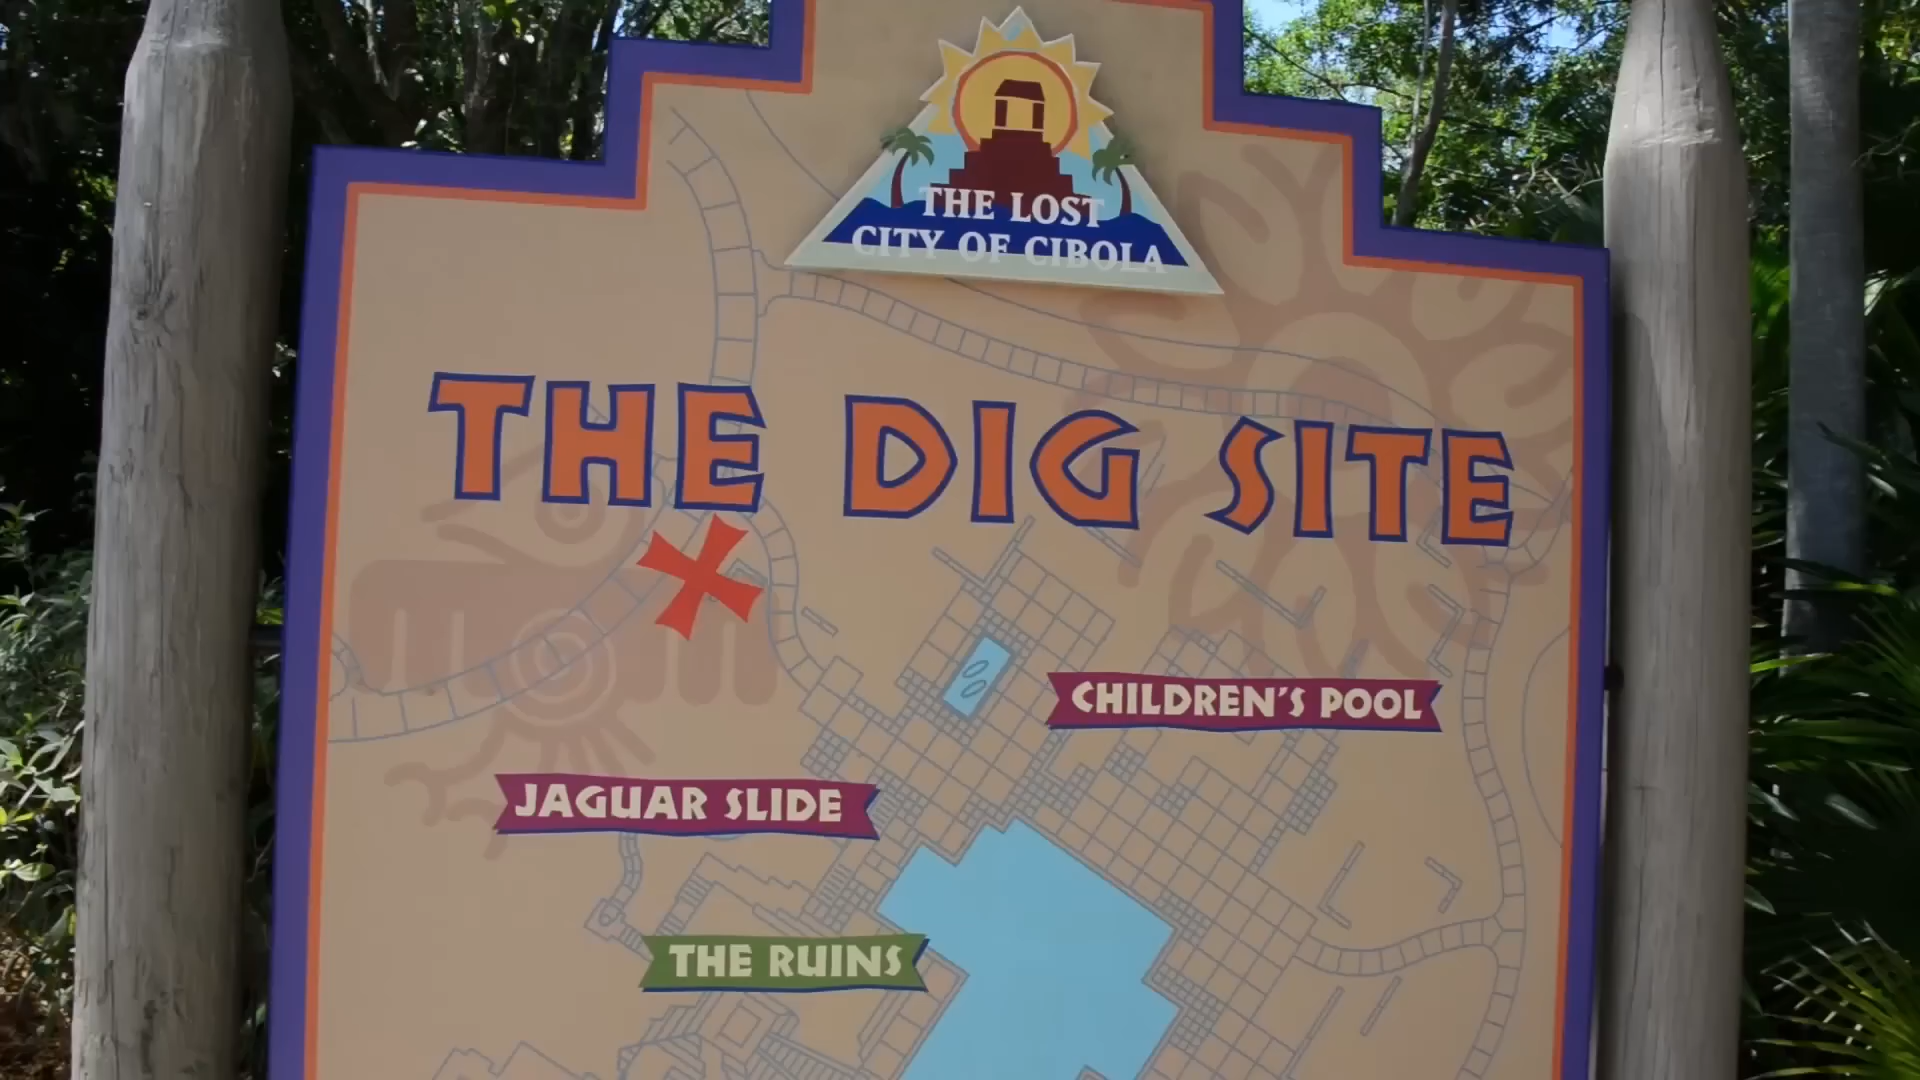 THE LOST
CITY OF CIBOLA
THE DIG SITE
CHILDREN'S POOL
JAGUAR SLIDE
THE RUINS